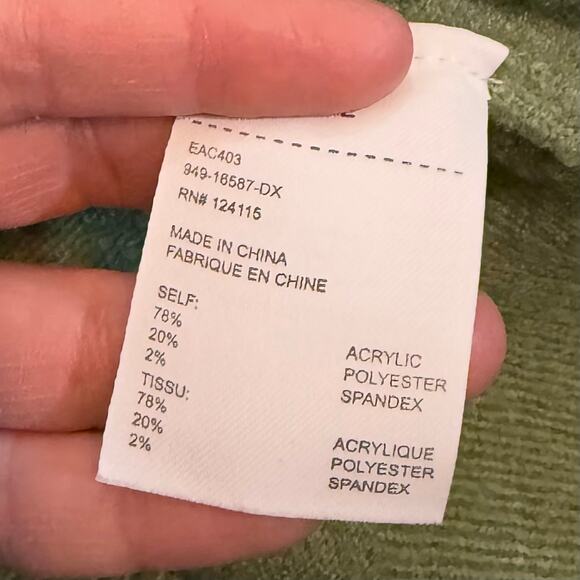 EAC403
949-16587-DX
RN# 124115
MADE IN CHINA
FABRIQUE EN CHINE
SELF:
78% ACRYLIC
20% POLYESTER
2% SPANDEX
TISSU:
78% ACRYLIQUE
20% POLYESTER
2% SPANDEX